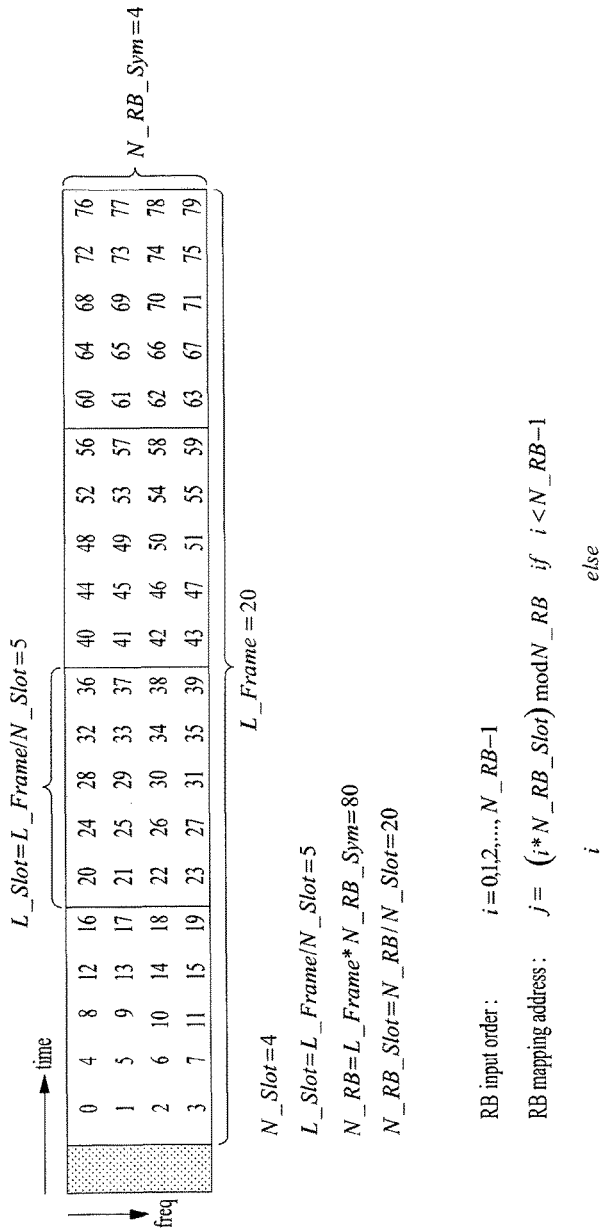 L_Slot=L_Frame/N_Slot=5
time
freq
0 4 8 12 16 20 24 28 32 36 40 44 48 52 56 60 64 68 72 76
1 5 9 13 17 21 25 29 33 37 41 45 49 53 57 61 65 69 73 77
2 6 10 14 18 22 26 30 34 38 42 46 50 54 58 62 66 70 74 78
3 7 11 15 19 23 27 31 35 39 43 47 51 55 59 63 67 71 75 79
N_RB_Sym=4
L_Frame=20
N_Slot=4
L_Slot=L_Frame/N_Slot=5
N_RB=L_Frame*N_RB_Sym=80
N_RB_Slot=N_RB/N_Slot=20
RB input order: i=0,1,2,...,N_RB-1
RB mapping address: j= (i*N_RB_Slot)modN_RB if i<N_RB-1
i else